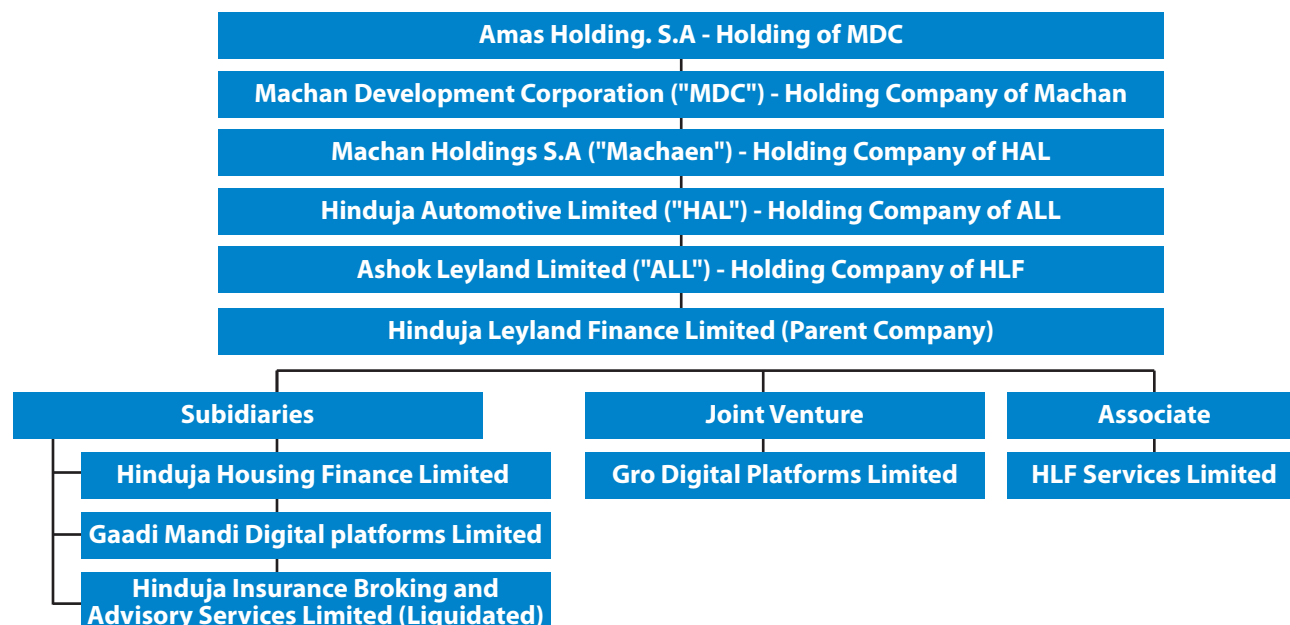 Amas Holding. S.A - Holding of MDC
Machan Development Corporation ("MDC") - Holding Company of Machan
Machan Holdings S.A ("Machaen") - Holding Company of HAL
Hinduja Automotive Limited ("HAL") - Holding Company of ALL
Ashok Leyland Limited ("ALL") - Holding Company of HLF
Hinduja Leyland Finance Limited (Parent Company)
Subidiaries
Joint Venture
Associate
Hinduja Housing Finance Limited
Gro Digital Platforms Limited
HLF Services Limited
Gaadi Mandi Digital platforms Limited
Hinduja Insurance Broking and
Advisory Services Limited (Liquidated)